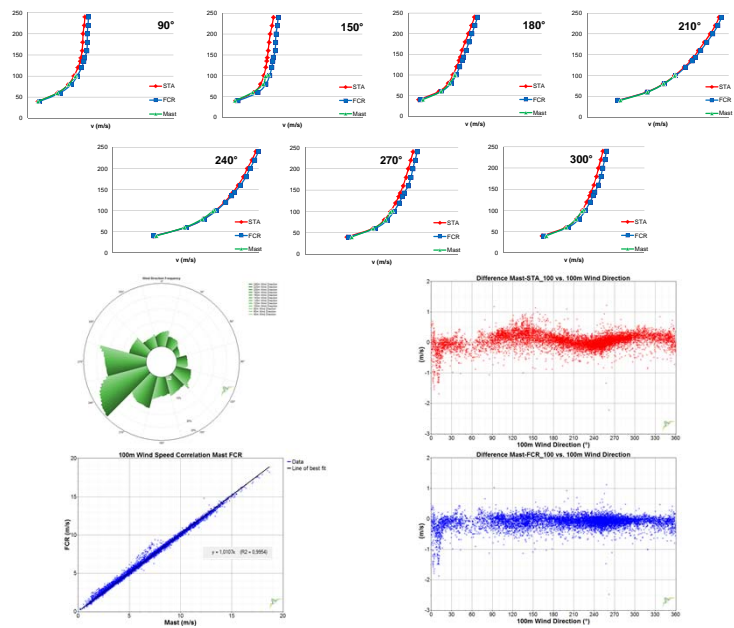 90°
250
200
150
100
50
0
STA
FCR
Mast
v (m/s)
150°
250
200
150
100
50
0
STA
FCR
Mast
v (m/s)
180°
250
200
150
100
50
0
STA
FCR
Mast
v (m/s)
210°
250
200
150
100
50
0
STA
FCR
Mast
v (m/s)
240°
250
200
150
100
50
0
STA
FCR
Mast
v (m/s)
270°
250
200
150
100
50
0
STA
FCR
Mast
v (m/s)
300°
250
200
150
100
50
0
STA
FCR
Mast
v (m/s)
Wind Direction Frequency
Difference Mast-STA_100 vs. 100m Wind Direction
2
1
0
-1
-2
-3
(m/s)
0 30 60 90 120 150 180 210 240 270 300 330 360
100m Wind Direction (°)
100m Wind Speed Correlation Mast FCR
20
15
10
5
0
FCR (m/s)
Data
Line of best fit
y = 1,0107x (R2 = 0,9954)
0 5 10 15 20
Mast (m/s)
Difference Mast-FCR_100 vs. 100m Wind Direction
2
1
0
-1
-2
-3
(m/s)
0 30 60 90 120 150 180 210 240 270 300 330 360
100m Wind Direction (°)